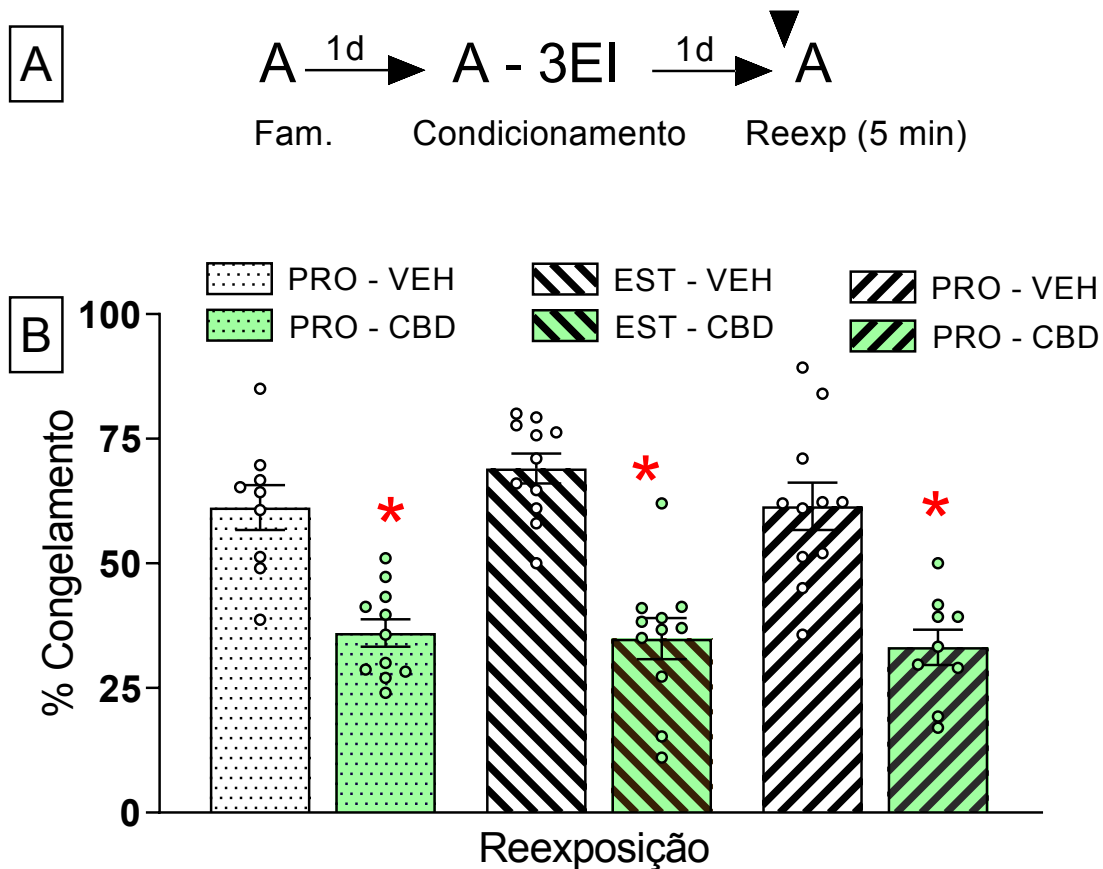 A
1d
1d
A
A - 3EI
A
Fam.
Condicionamento
Reexp (5 min)
B
PRO - VEH
EST - VEH
PRO - VEH
PRO - CBD
EST - CBD
PRO - CBD
% Congelamento
100
75
50
25
0
*
*
*
Reexposição